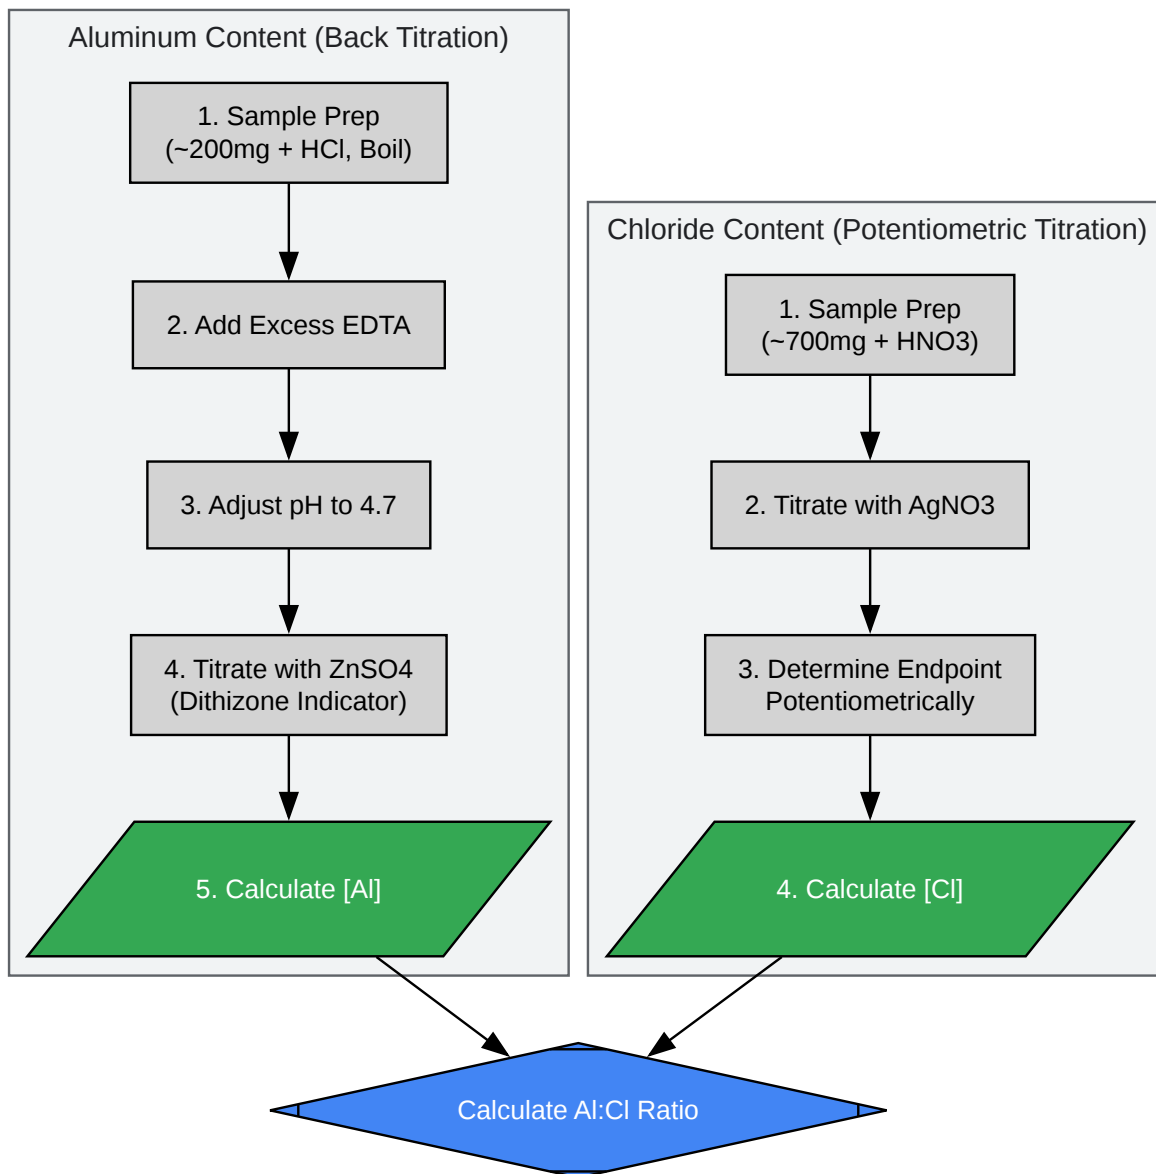 Aluminum Content (Back Titration)
1. Sample Prep
(~200mg + HCl, Boil)
2. Add Excess EDTA
3. Adjust pH to 4.7
4. Titrate with ZnSO4
(Dithizone Indicator)
5. Calculate [Al]
Chloride Content (Potentiometric Titration)
1. Sample Prep
(~700mg + HNO3)
2. Titrate with AgNO3
3. Determine Endpoint
Potentiometrically
4. Calculate [Cl]
Calculate Al:Cl Ratio